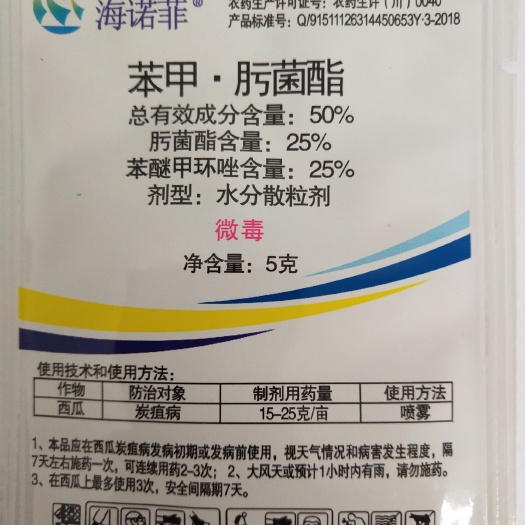 海诺菲®
农药生产许可证号：农药生许（川）0040
产品标准号：Q/91511126314450653Y·3-2018
苯甲·肟菌酯
总有效成分含量：50%
肟菌酯含量：25%
苯醚甲环唑含量：25%
剂型：水分散粒剂
微毒
净含量：5克
使用技术和使用方法：
作物 防治对象 制剂用药量 使用方法
西瓜 炭疽病 15-25克/亩 喷雾
1、本品应在西瓜炭疽病发病初期或发病前使用，视天气情况和病害发生程度，隔
7天左右施药一次，可连续用药2-3次；2、大风天或预计1小时内有雨，请勿施药。
3、在西瓜上最多使用3次，安全间隔期7天。